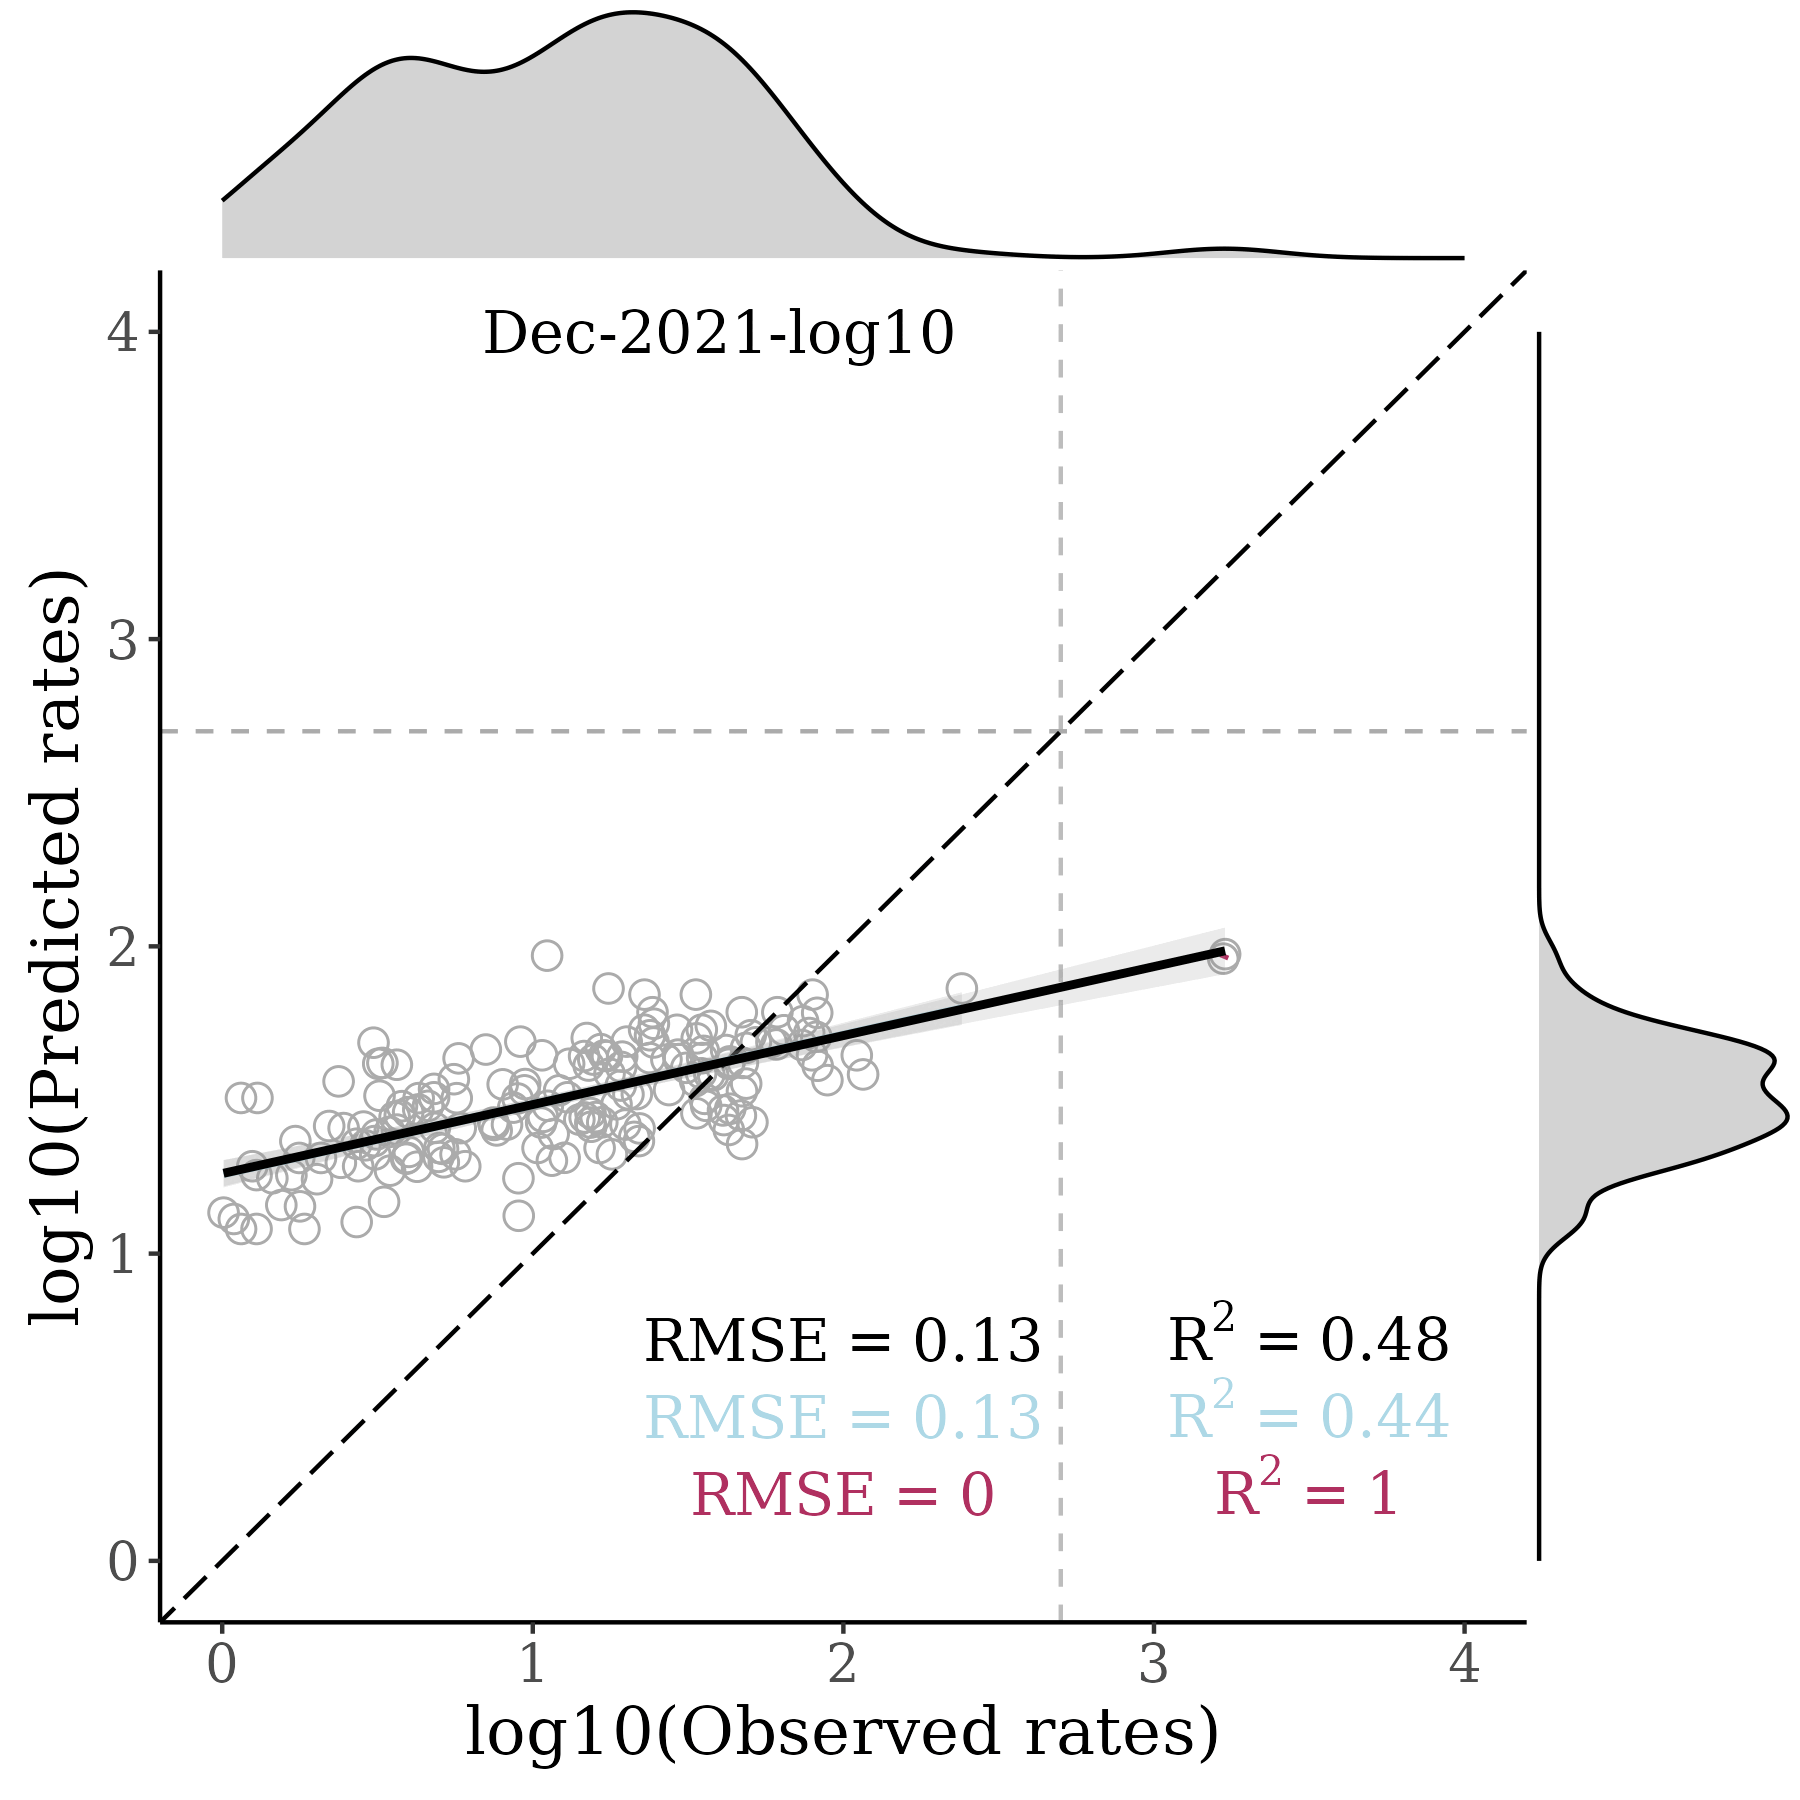 Dec-2021-log10
4
3
2
1
0
log10(Predicted rates)
RMSE = 0.13 R² = 0.48
RMSE = 0.13 R² = 0.44
RMSE = 0 R² = 1
0 1 2 3 4
log10(Observed rates)